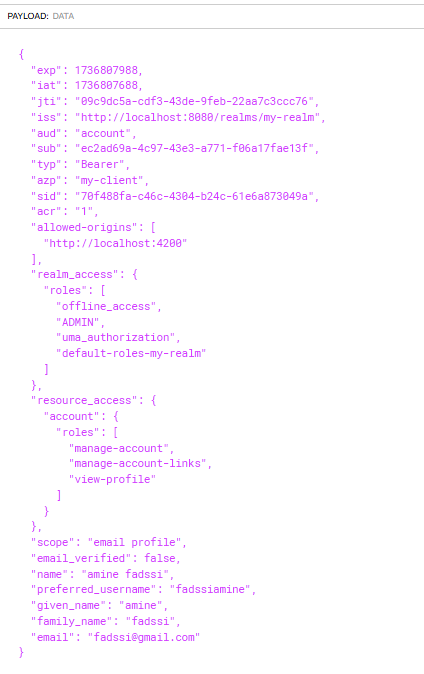 PAYLOAD: DATA
{
"exp": 1736807988,
"iat": 1736807688,
"jti": "09c9dc5a-cdf3-43de-9feb-22aa7c3ccc76",
"iss": "http://localhost:8080/realms/my-realm",
"aud": "account",
"sub": "ec2ad69a-4c97-43e3-a771-f06a17fae13f",
"typ": "Bearer",
"azp": "my-client",
"sid": "70f488fa-c46c-4304-b24c-61e6a873049a",
"acr": "1",
"allowed-origins": [
"http://localhost:4200"
],
"realm_access": {
"roles": [
"offline_access",
"ADMIN",
"uma_authorization",
"default-roles-my-realm"
]
},
"resource_access": {
"account": {
"roles": [
"manage-account",
"manage-account-links",
"view-profile"
]
}
},
"scope": "email profile",
"email_verified": false,
"name": "amine fadssi",
"preferred_username": "fadssiamine",
"given_name": "amine",
"family_name": "fadssi",
"email": "fadssi@gmail.com"
}